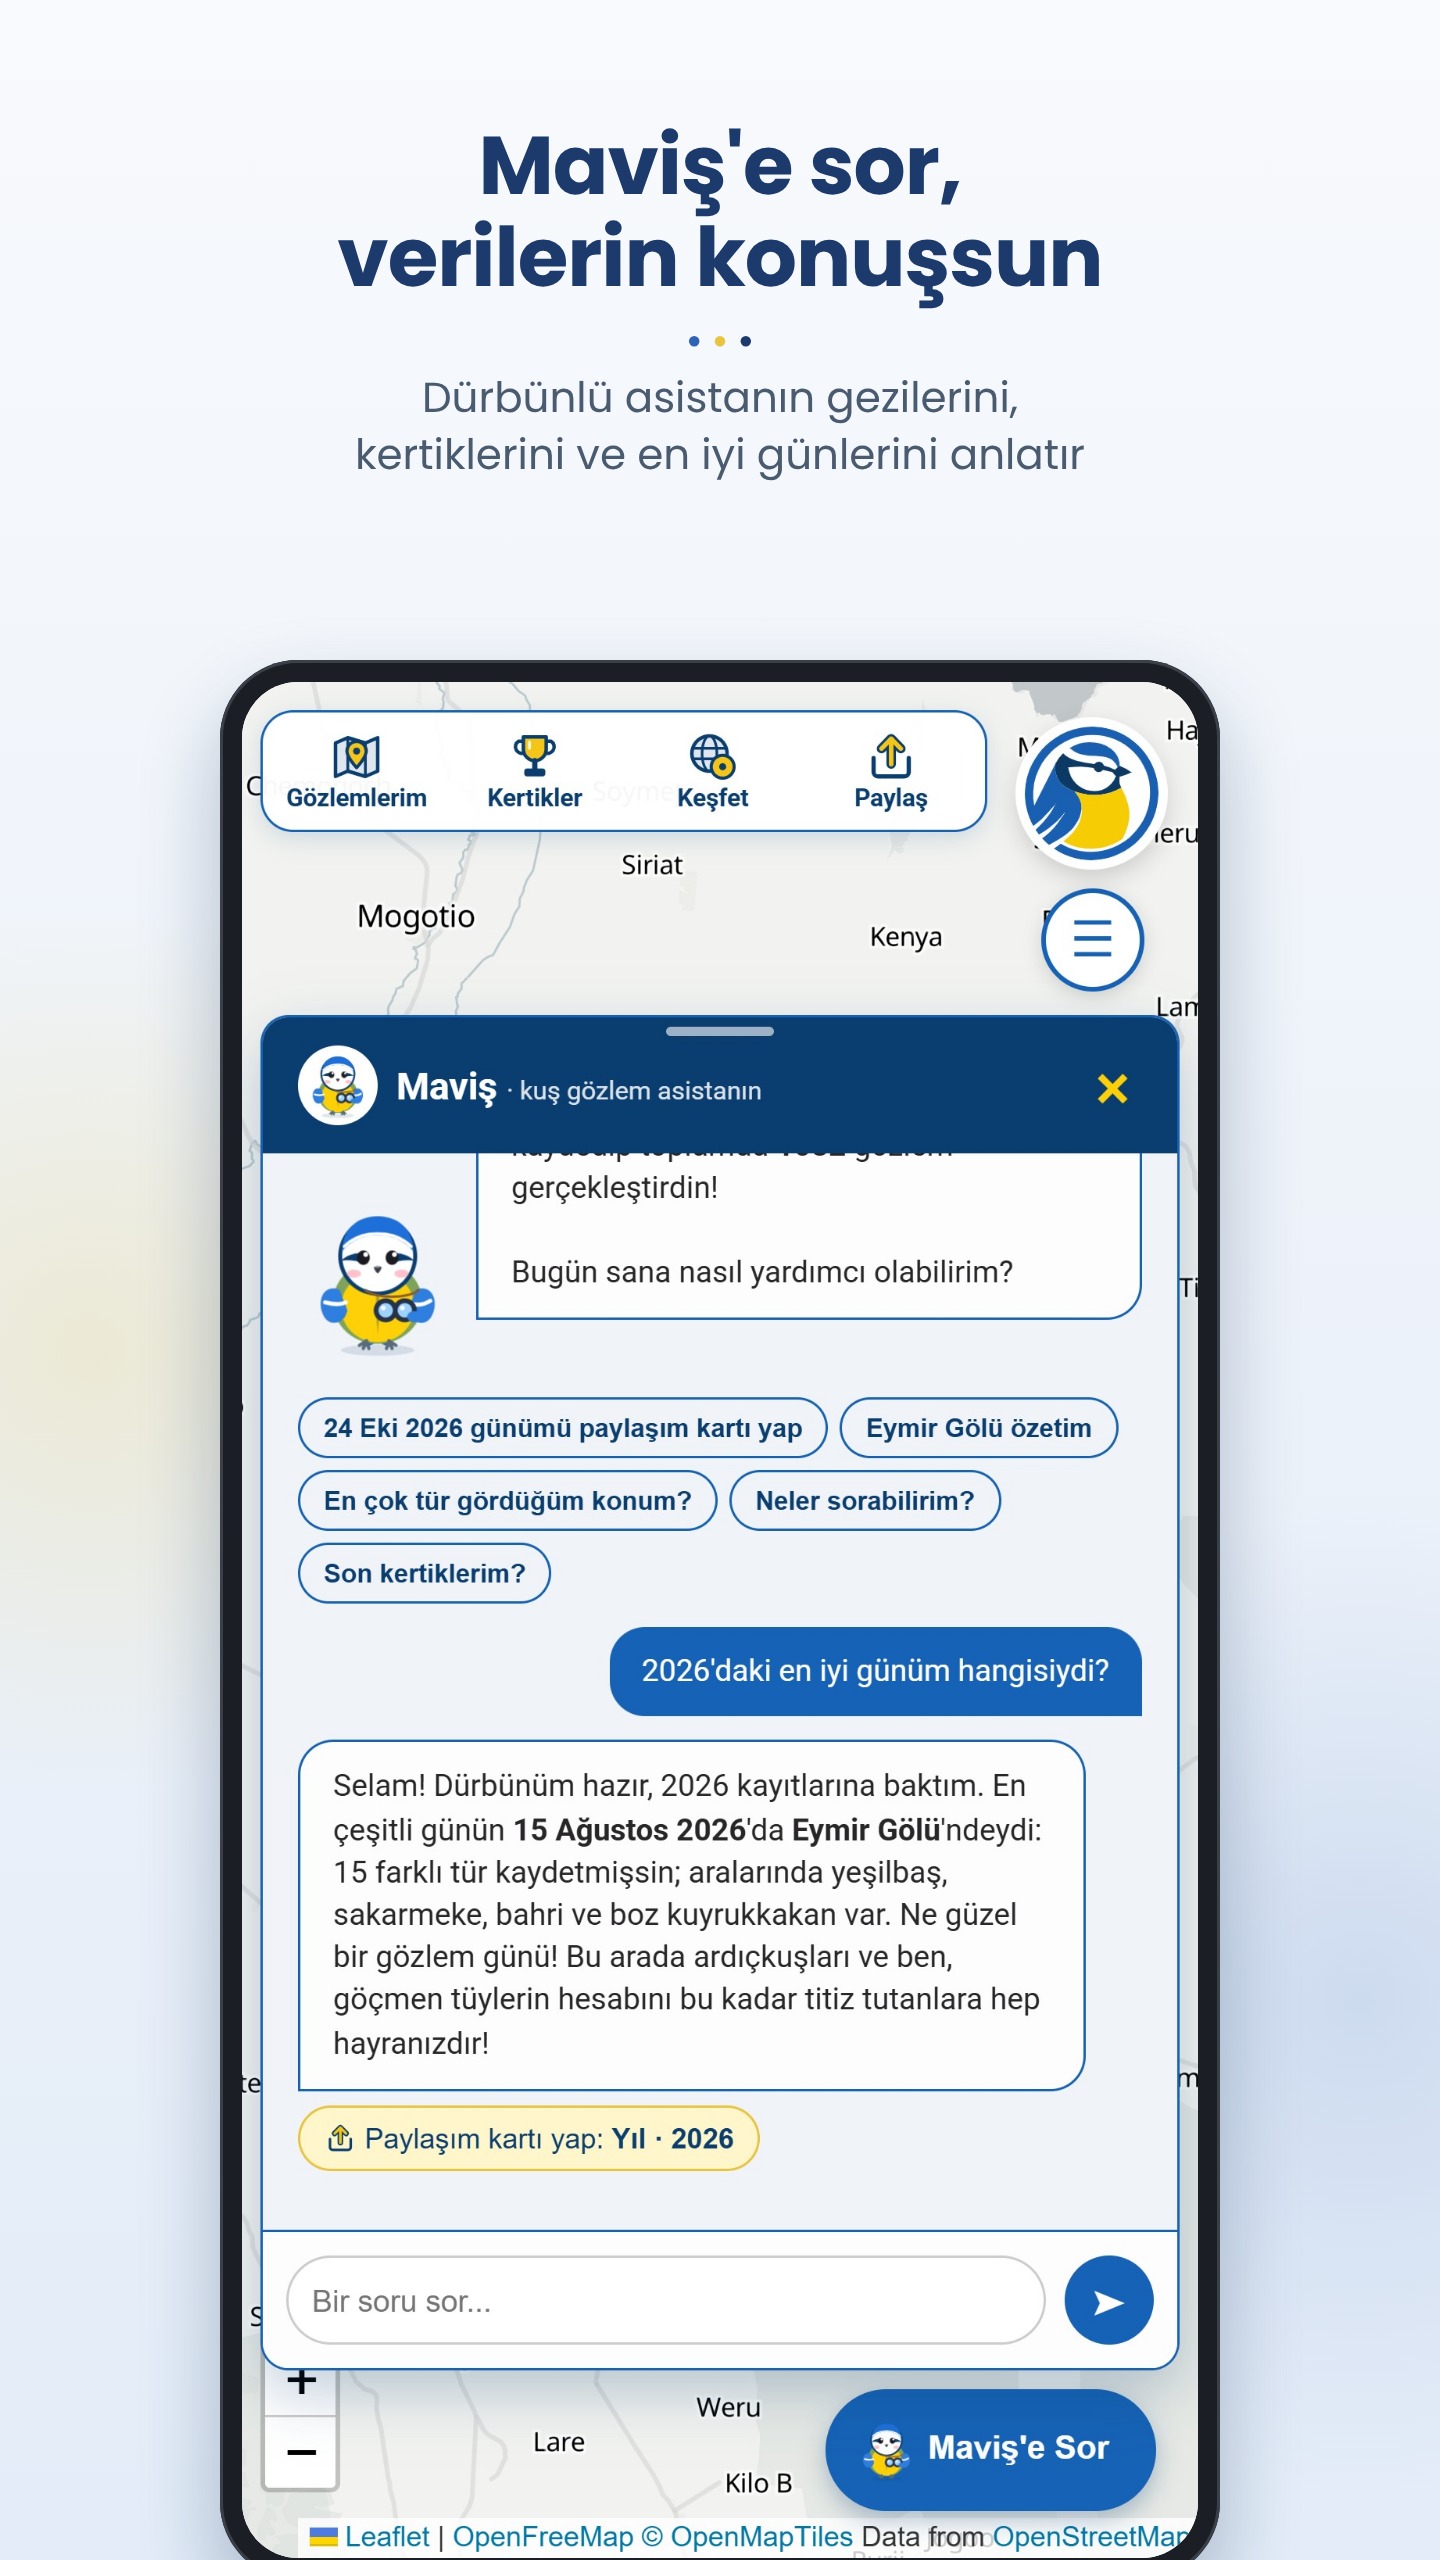 Maviş'e sor,
verilerin konuşsun
Dürbünlü asistanın gezilerini,
kertiklerini ve en iyi günlerini anlatır
Gözlemlerim
Kertikler
Keşfet
Paylaş
Siriat
Mogotio
Kenya
Maviş · kuş gözlem asistanın
gerçekleştirdin!
Bugün sana nasıl yardımcı olabilirim?
24 Eki 2026 günümü paylaşım kartı yap
Eymir Gölü özetim
En çok tür gördüğüm konum?
Neler sorabilirim?
Son kertiklerim?
2026'daki en iyi günüm hangisiydi?
Selam! Dürbünüm hazır, 2026 kayıtlarına baktım. En
çeşitli günün 15 Ağustos 2026'da Eymir Gölü'ndeydi:
15 farklı tür kaydetmişsin; aralarında yeşilbaş,
sakarmeke, bahri ve boz kuyrukkakan var. Ne güzel
bir gözlem günü! Bu arada ardıçkuşları ve ben,
göçmen tüylerin hesabını bu kadar titiz tutanlara hep
hayranızdır!
Paylaşım kartı yap: Yıl · 2026
Bir soru sor...
+
−
Weru
Lare
Kilo B
Maviş'e Sor
Leaflet | OpenFreeMap © OpenMapTiles Data from OpenStreetMap